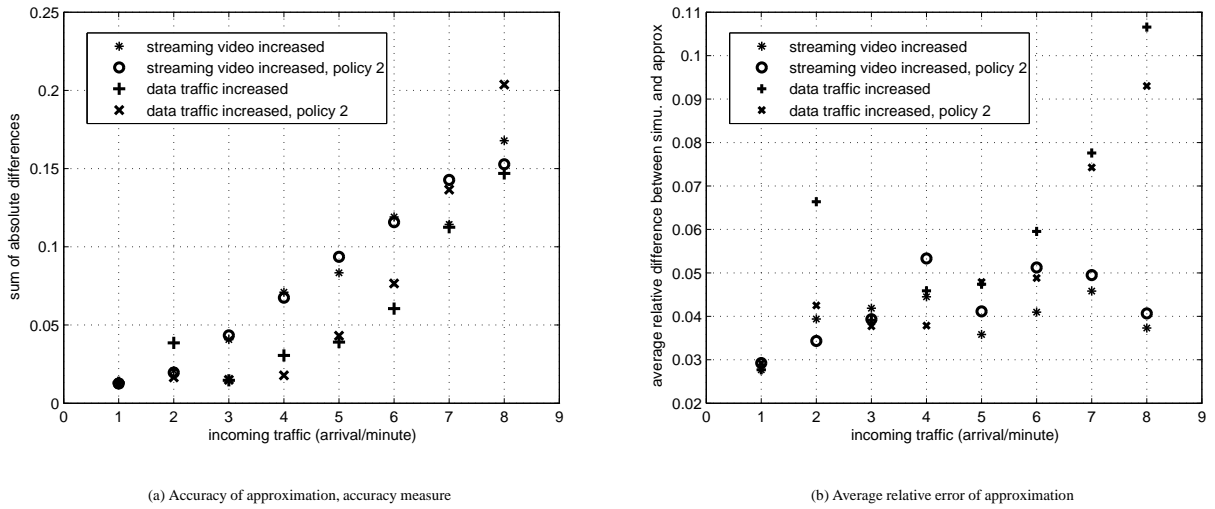 0.25
0.2
0.15
0.1
0.05
0
0 1 2 3 4 5 6 7 8 9
sum of absolute differences
incoming traffic (arrival/minute)
streaming video increased
streaming video increased, policy 2
data traffic increased
data traffic increased, policy 2
(a) Accuracy of approximation, accuracy measure
0.11
0.1
0.09
0.08
0.07
0.06
0.05
0.04
0.03
0.02
0 1 2 3 4 5 6 7 8 9
average relative difference between simu. and approx
incoming traffic (arrival/minute)
streaming video increased
streaming video increased, policy 2
data traffic increased
data traffic increased, policy 2
(b) Average relative error of approximation